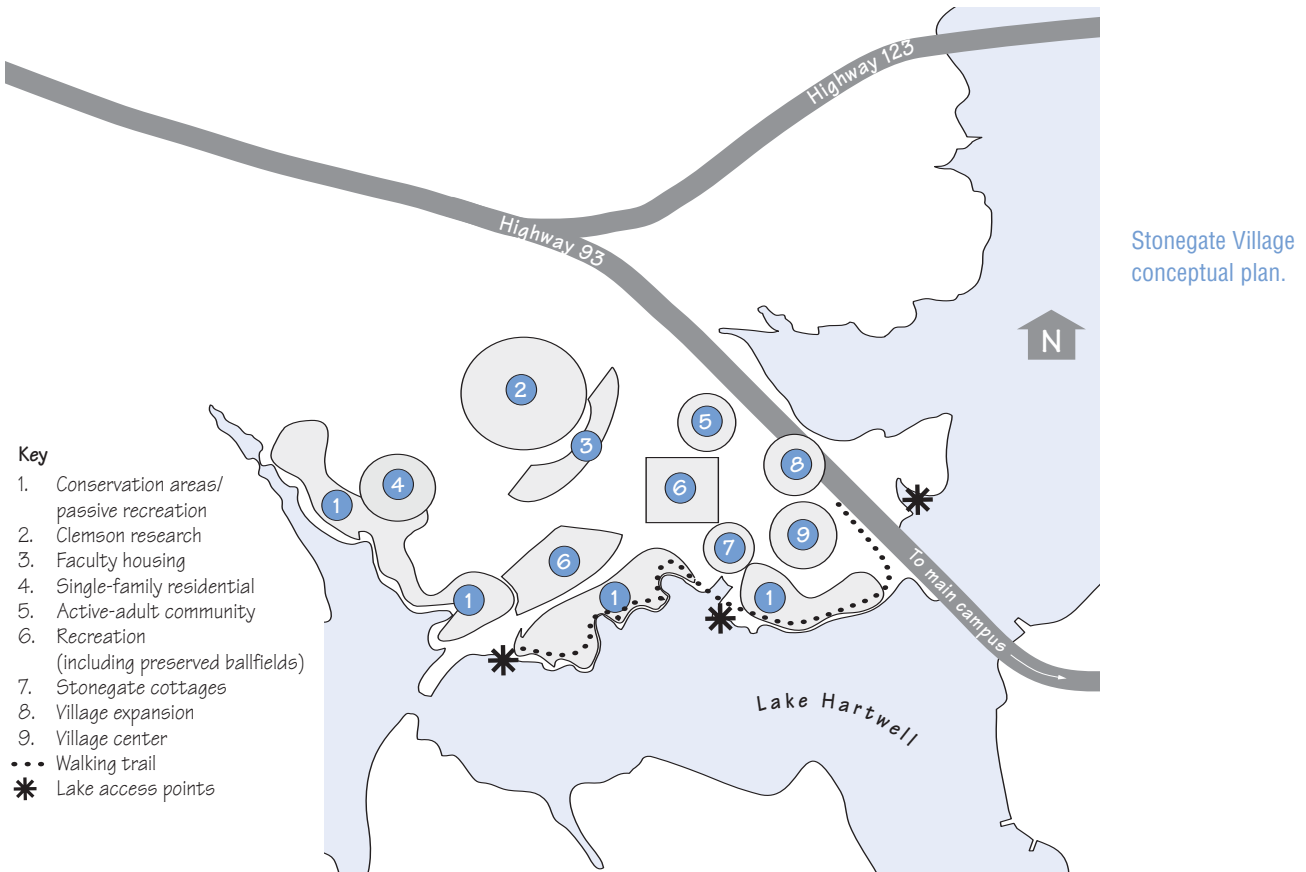 Highway 123
Highway 93
Stonegate Village
conceptual plan.
N
2
5
3
8
4
6
1
9
7
6
1
1
1
To main campus
Lake Hartwell
Key
1. Conservation areas/
passive recreation
2. Clemson research
3. Faculty housing
4. Single-family residential
5. Active-adult community
6. Recreation
(including preserved ballfields)
7. Stonegate cottages
8. Village expansion
9. Village center
Walking trail
Lake access points